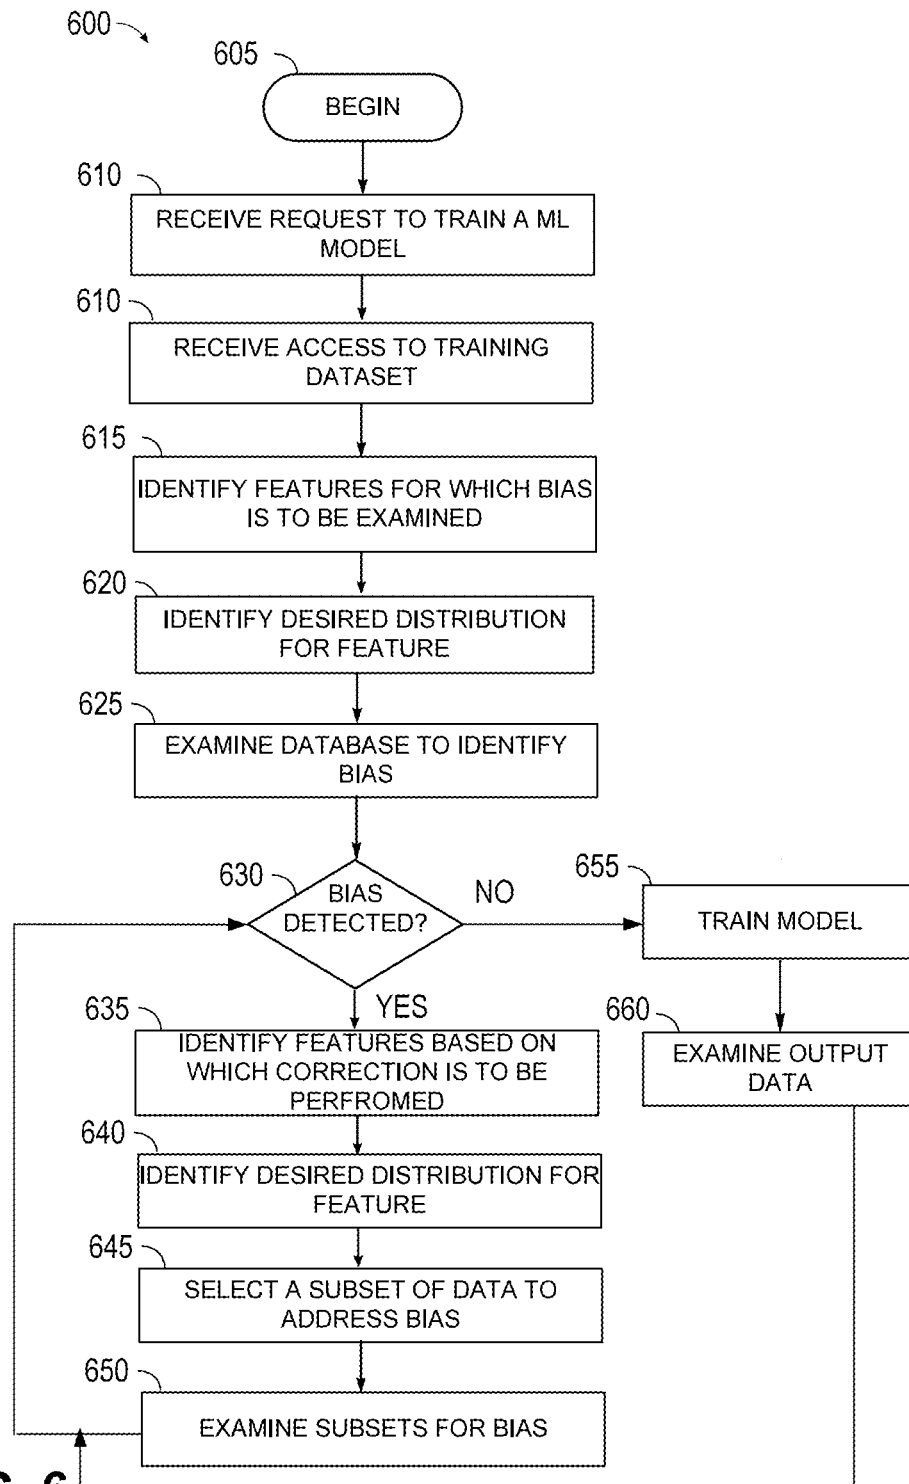 600
605
BEGIN
610
RECEIVE REQUEST TO TRAIN A ML
MODEL
610
RECEIVE ACCESS TO TRAINING
DATASET
615
IDENTIFY FEATURES FOR WHICH BIAS
IS TO BE EXAMINED
620
IDENTIFY DESIRED DISTRIBUTION
FOR FEATURE
625
EXAMINE DATABASE TO IDENTIFY
BIAS
630
BIAS
DETECTED?
NO
655
TRAIN MODEL
YES
660
EXAMINE OUTPUT
DATA
635
IDENTIFY FEATURES BASED ON
WHICH CORRECTION IS TO BE
PERFROMED
640
IDENTIFY DESIRED DISTRIBUTION FOR
FEATURE
645
SELECT A SUBSET OF DATA TO
ADDRESS BIAS
650
EXAMINE SUBSETS FOR BIAS